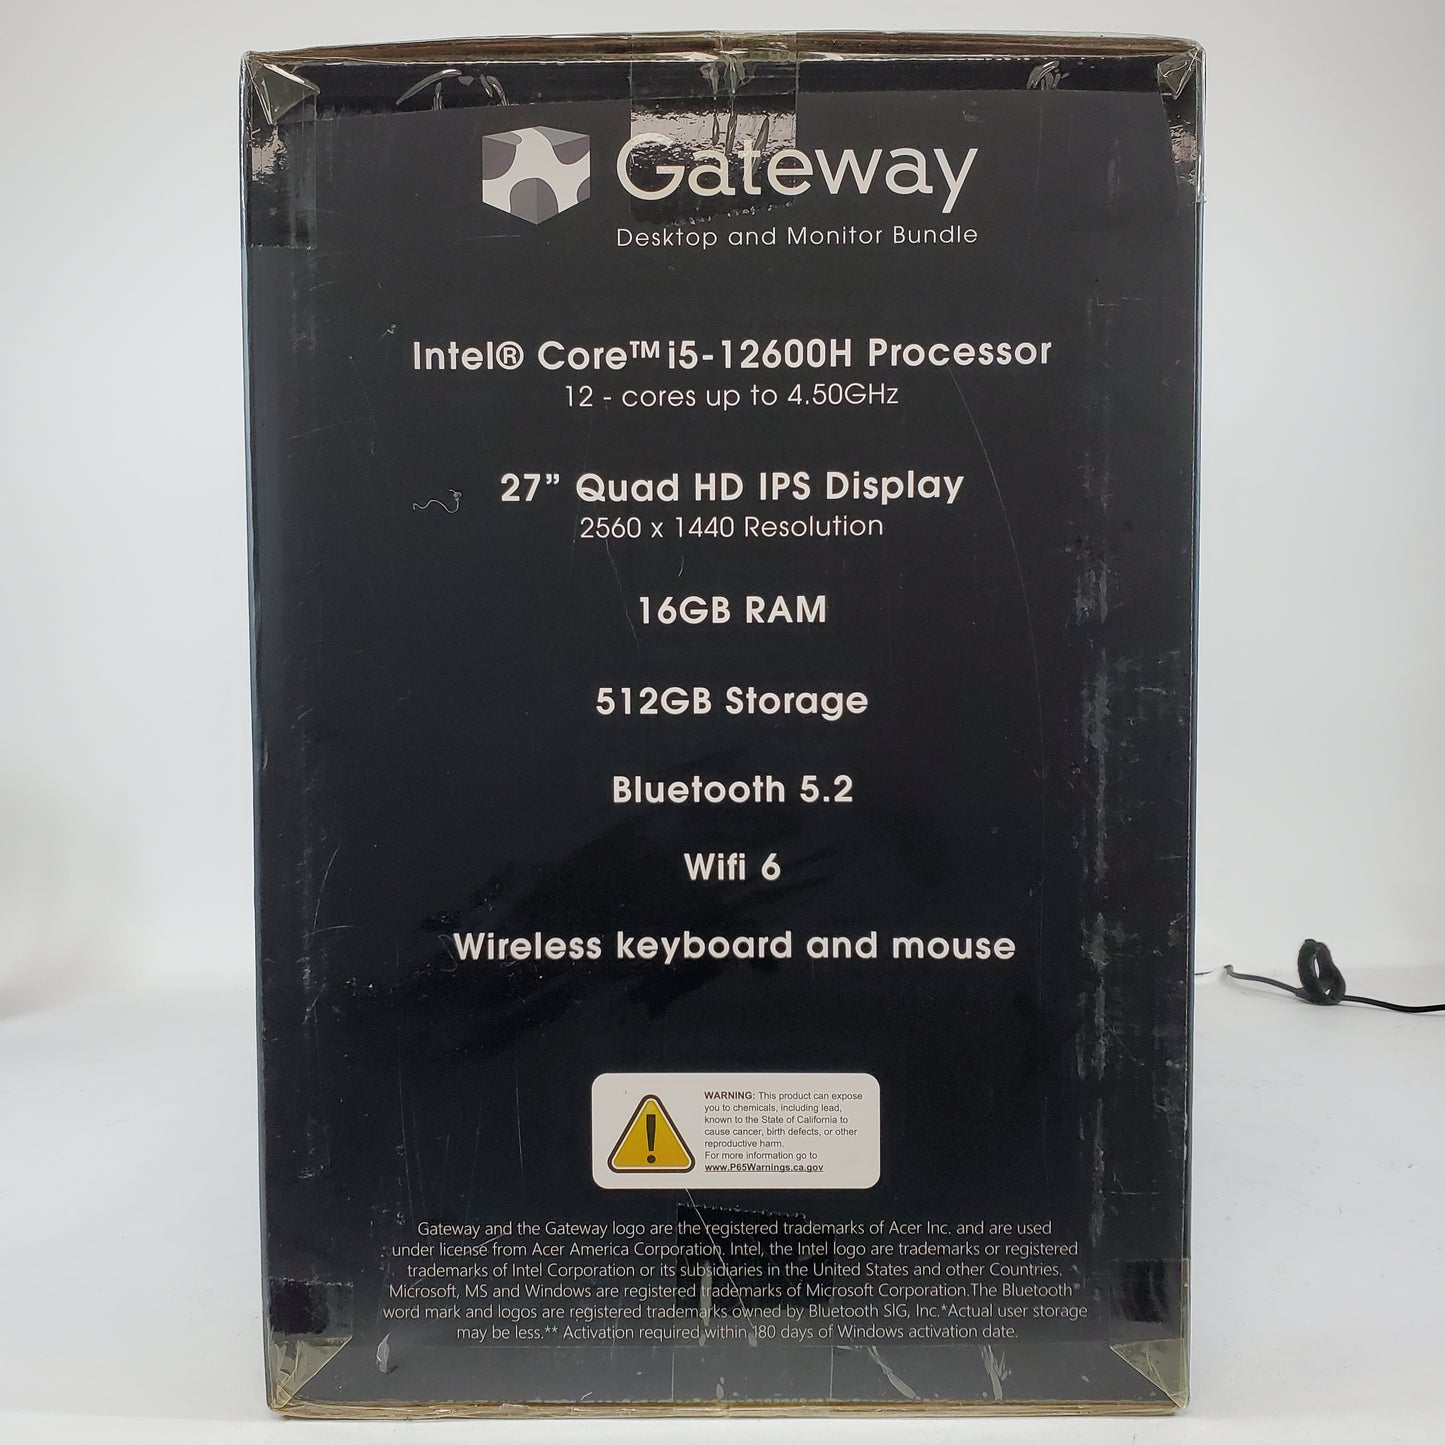 Gateway
Desktop and Monitor Bundle
Intel® Core™ i5-12600H Processor
12 - cores up to 4.50GHz
27” Quad HD IPS Display
2560 x 1440 Resolution
16GB RAM
512GB Storage
Bluetooth 5.2
Wifi 6
Wireless keyboard and mouse
WARNING: This product can expose
you to chemicals, including lead,
known to the State of California to
cause cancer, birth defects, or other
reproductive harm.
For more information go to
www.P65Warnings.ca.gov
Gateway and the Gateway logo are the registered trademarks of Acer Inc. and are used
under license from Acer America Corporation. Intel, the Intel logo are trademarks or registered
trademarks of Intel Corporation or its subsidiaries in the United States and other Countries.
Microsoft, MS and Windows are registered trademarks of Microsoft Corporation.The Bluetooth®
word mark and logos are registered trademarks owned by Bluetooth SIG, Inc.*Actual user storage
may be less.** Activation required within 180 days of Windows activation date.